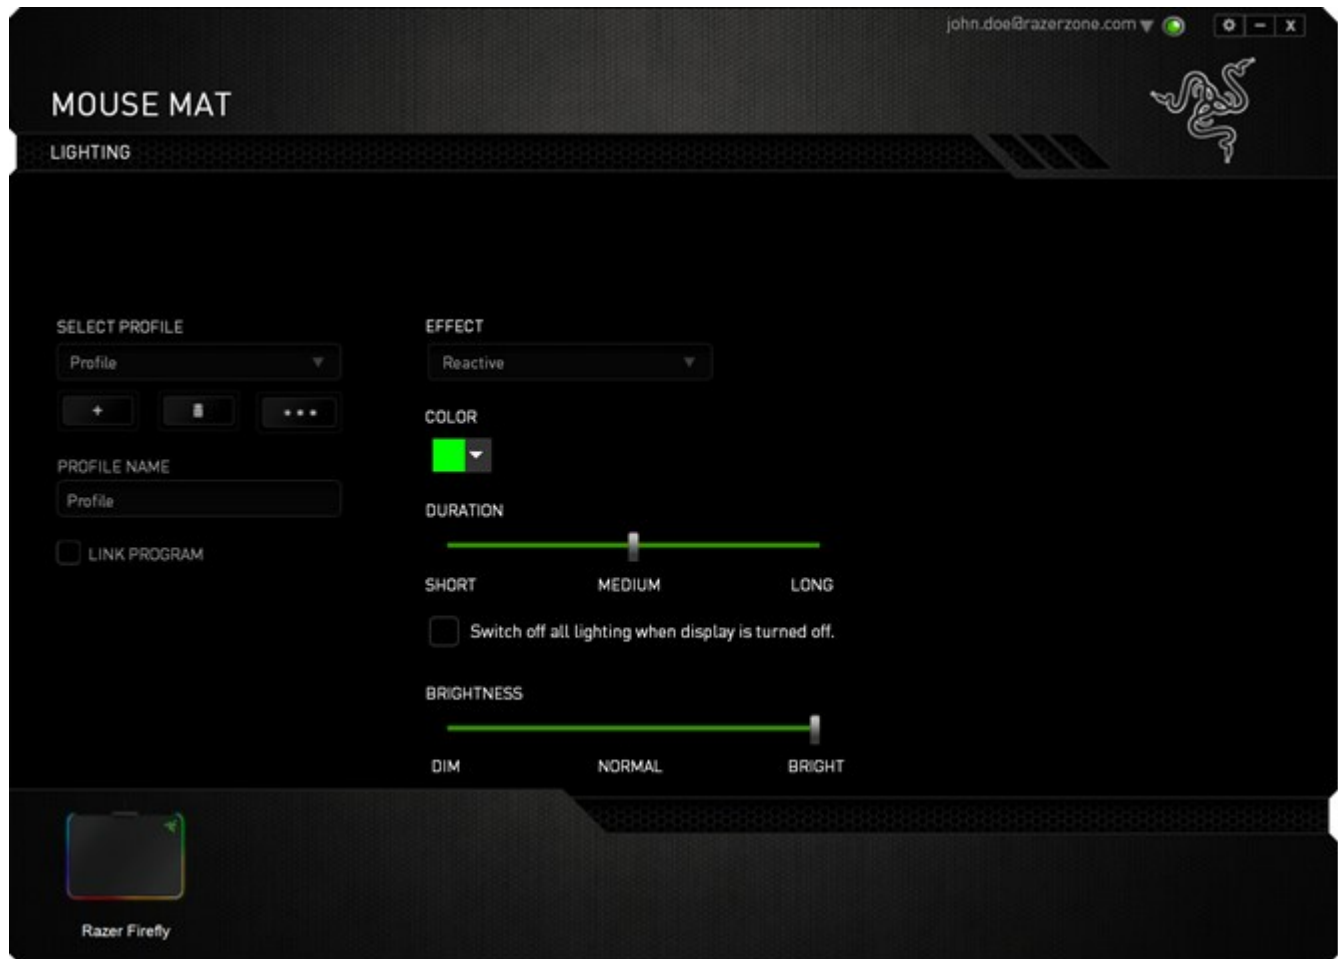 john.doe@razerzone.com
MOUSE MAT
LIGHTING
SELECT PROFILE
Profile
PROFILE NAME
Profile
LINK PROGRAM
EFFECT
Reactive
COLOR
DURATION
SHORT MEDIUM LONG
Switch off all lighting when display is turned off.
BRIGHTNESS
DIM NORMAL BRIGHT
Razer Firefly